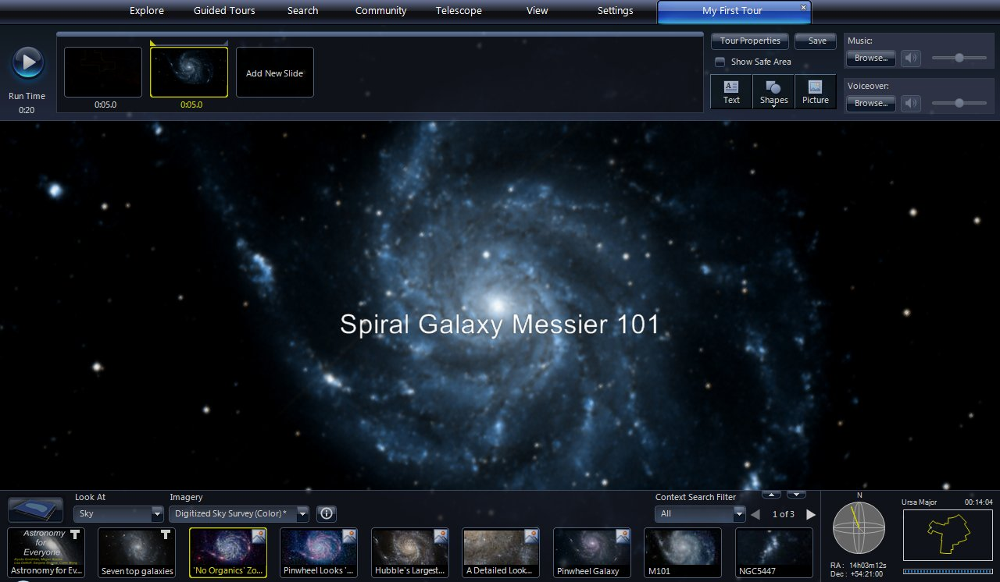 Explore Guided Tours Search Community Telescope View Settings My First Tour
Run Time
0:20
0:05.0
0:05.0
Add New Slide
Tour Properties Save
Show Safe Area
Text Shapes Picture
Music:
Browse...
Voiceover:
Browse...
Spiral Galaxy Messier 101
Look At
Sky
Imagery
Digitized Sky Survey (Color) *
Context Search Filter
All
1 of 3
Astronomy
for
Everyone
Astronomy for Ev...
Seven top galaxies
'No Organics' Zo...
Pinwheel Looks '...
Hubble's Largest...
A Detailed Look...
Pinwheel Galaxy
M101
NGC5447
N
RA : 14h03m12s
Dec : +54:21:00
Ursa Major 00:14:04